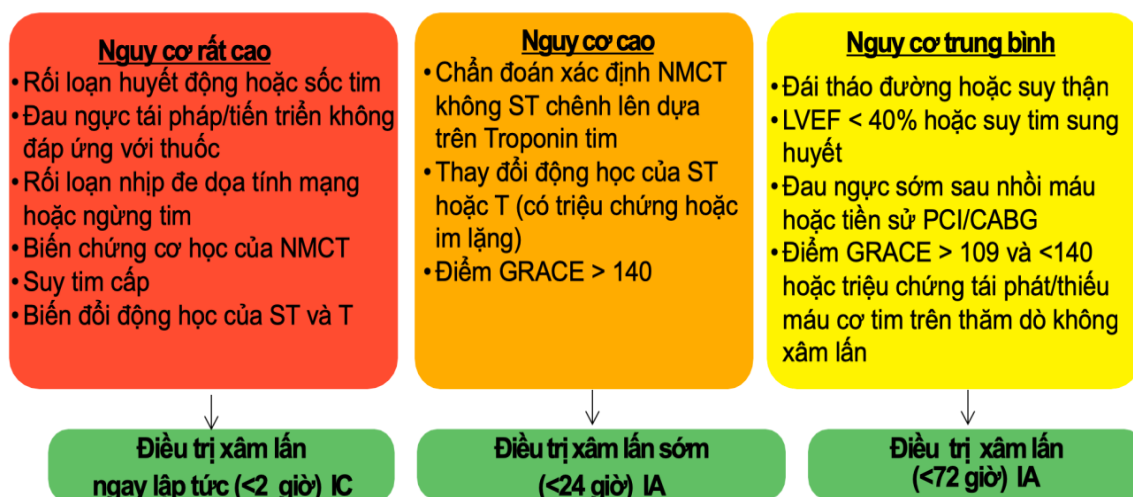 Nguy cơ rất cao
• Rối loạn huyết động hoặc sốc tim
• Đau ngực tái pháp/tiến triển không
đáp ứng với thuốc
• Rối loạn nhịp đe dọa tính mạng
hoặc ngừng tim
• Biến chứng cơ học của NMCT
• Suy tim cấp
• Biến đổi động học của ST và T
Điều trị xâm lấn
ngay lập tức (<2 giờ) IC
Nguy cơ cao
• Chẩn đoán xác định NMCT
không ST chênh lên dựa
trên Troponin tim
• Thay đổi động học của ST
hoặc T (có triệu chứng hoặc
im lặng)
• Điểm GRACE > 140
Điều trị xâm lấn sớm
(<24 giờ) IA
Nguy cơ trung bình
• Đái tháo đường hoặc suy thận
• LVEF < 40% hoặc suy tim sung
huyết
• Đau ngực sớm sau nhồi máu
hoặc tiền sử PCI/CABG
• Điểm GRACE > 109 và <140
hoặc triệu chứng tái phát/thiếu
máu cơ tim trên thăm dò không
xâm lấn
Điều trị xâm lấn
(<72 giờ) IA